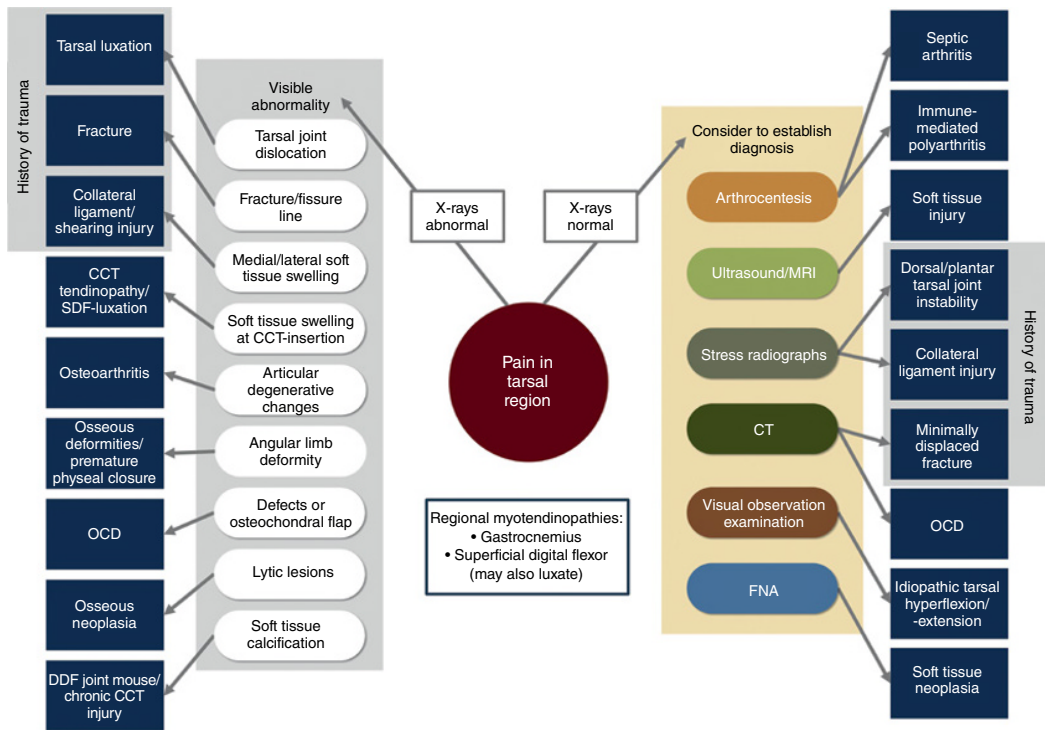 History of trauma
Tarsal luxation
Fracture
Collateral
ligament/
shearing injury
CCT
tendinopathy/
SDF-luxation
Osteoarthritis
Osseous
deformities/
premature
physeal closure
OCD
Osseous
neoplasia
DDF joint mouse/
chronic CCT
injury
Visible
abnormality
Tarsal joint
dislocation
Fracture/fissure
line
Medial/lateral soft
tissue swelling
Soft tissue swelling
at CCT-insertion
Articular
degenerative
changes
Angular limb
deformity
Defects or
osteochondral flap
Lytic lesions
Soft tissue
calcification
X-rays
abnormal
X-rays
normal
Pain in
tarsal
region
Regional myotendinopathies:
• Gastrocnemius
• Superficial digital flexor
(may also luxate)
Consider to establish
diagnosis
Arthrocentesis
Ultrasound/MRI
Stress radiographs
CT
Visual observation
examination
FNA
Septic
arthritis
Immune-
mediated
polyarthritis
Soft tissue
injury
Dorsal/plantar
tarsal joint
instability
Collateral
ligament injury
Minimally
displaced
fracture
OCD
Idiopathic tarsal
hyperflexion/
-extension
Soft tissue
neoplasia
History of trauma